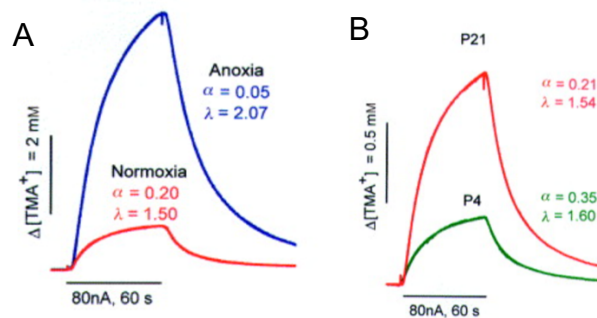 A
Anoxia
α = 0.05
λ = 2.07
Δ[TMA+] = 2 mM
Normoxia
α = 0.20
λ = 1.50
80nA, 60 s
B
P21
α = 0.21
λ = 1.54
Δ[TMA+] = 0.5 mM
P4
α = 0.35
λ = 1.60
80nA, 60 s